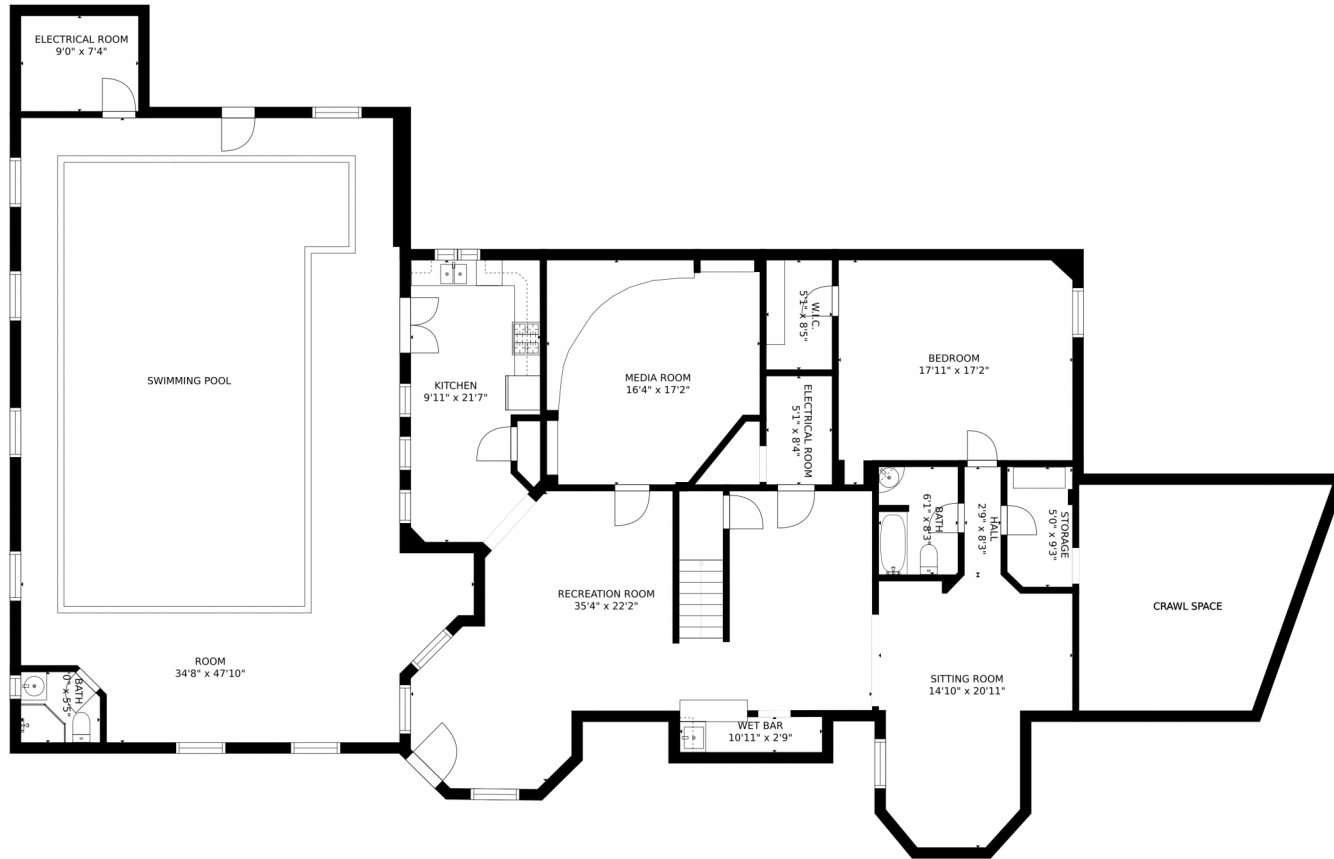 ELECTRICAL ROOM
9'0" x 7'4"
SWIMMING POOL
KITCHEN
9'11" x 21'7"
MEDIA ROOM
16'4" x 17'2"
W.I.C.
5'1" x 8'5"
ELECTRICAL ROOM
5'1" x 8'4"
BEDROOM
17'11" x 17'2"
BATH
6'1" x 8'3"
HALL
2'9" x 8'3"
STORAGE
5'0" x 9'3"
CRAWL SPACE
RECREATION ROOM
35'4" x 22'2"
ROOM
34'8" x 47'10"
BATH
0" x 5'5"
SITTING ROOM
14'10" x 20'11"
WET BAR
10'11" x 2'9"